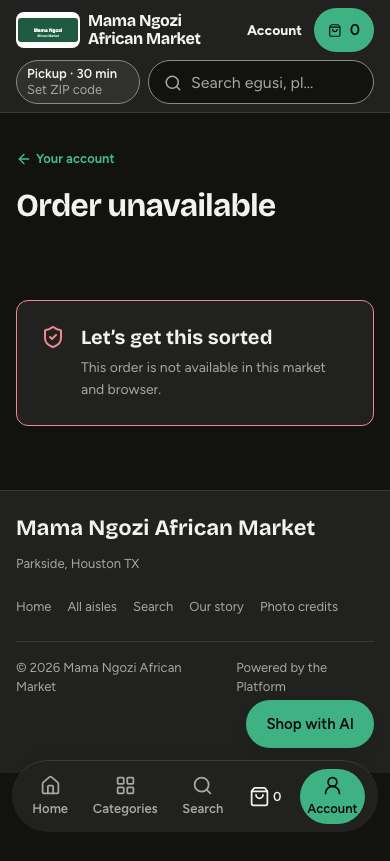 Mama Ngozi
African Market
Mama Ngozi
African Market
Account
0
Pickup · 30 min
Set ZIP code
Search egusi, pl...
Your account
Order unavailable
Let's get this sorted
This order is not available in this market
and browser.
Mama Ngozi African Market
Parkside, Houston TX
Home
All aisles
Search
Our story
Photo credits
© 2026 Mama Ngozi African
Market
Powered by the
Platform
Shop with AI
Home
Categories
Search
0
Account